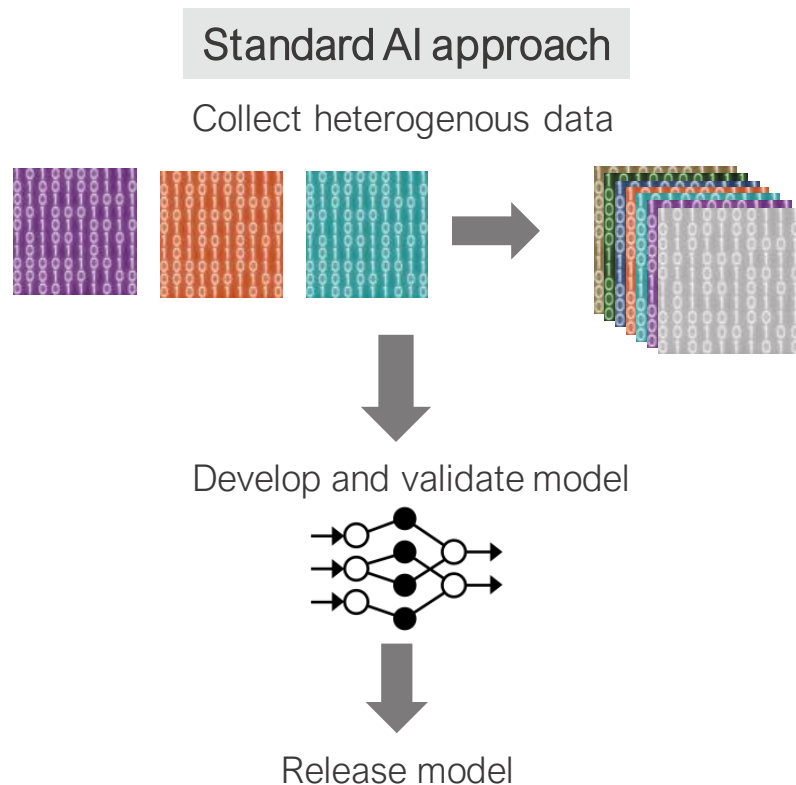 Standard AI approach
Collect heterogenous data
Develop and validate model
Release model